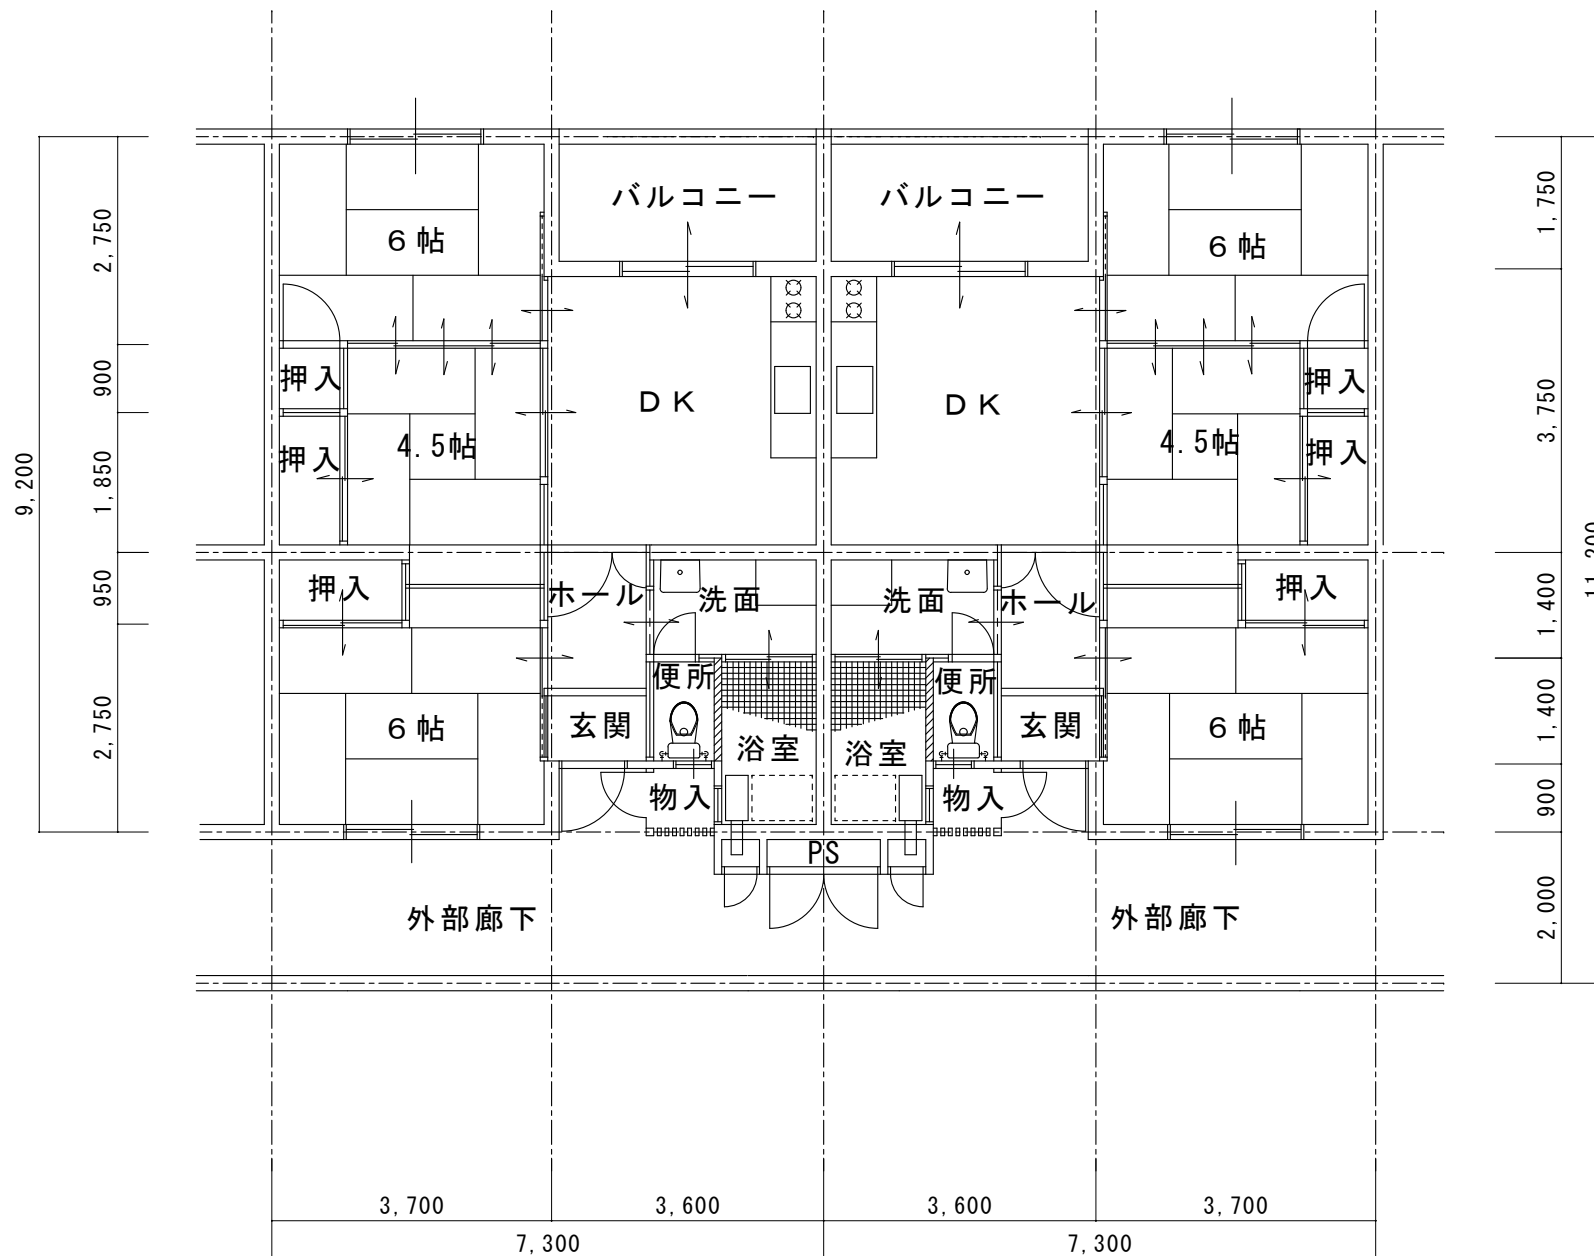 バルコニー
バルコニー
6帖
6帖
DK
DK
押入
押入
4.5帖
4.5帖
押入
押入
押入
ホール
洗面
洗面
ホール
押入
便所
便所
6帖
玄関
浴室
浴室
玄関
6帖
物入
物入
PS
外部廊下
外部廊下
9,200
2,750
900
1,850
950
2,750
1,750
3,750
1,400
1,400
900
2,000
3,700
3,600
3,600
3,700
7,300
7,300